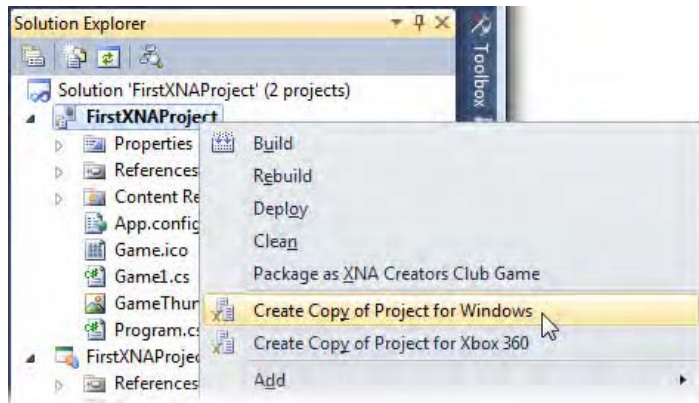 Solution Explorer
Toolbox
Solution 'FirstXNAProject' (2 projects)
FirstXNAProject
Properties
References
Content Re
App.config
Game.ico
Game1.cs
GameThur
Program.cs
FirstXNAProjec
References
Build
Rebuild
Deploy
Clean
Package as XNA Creators Club Game
Create Copy of Project for Windows
Create Copy of Project for Xbox 360
Add